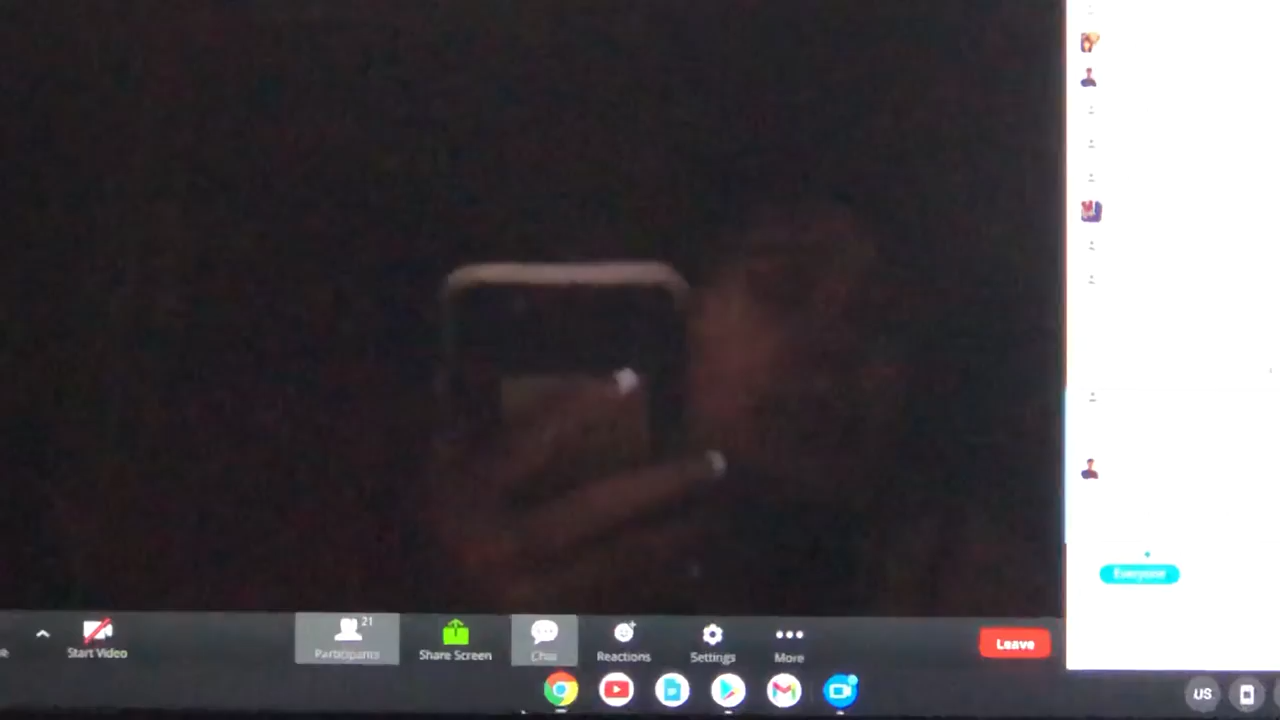 Everyone
21
Start Video
Participants
Share Screen
Chat
Reactions
Settings
More
Leave
US